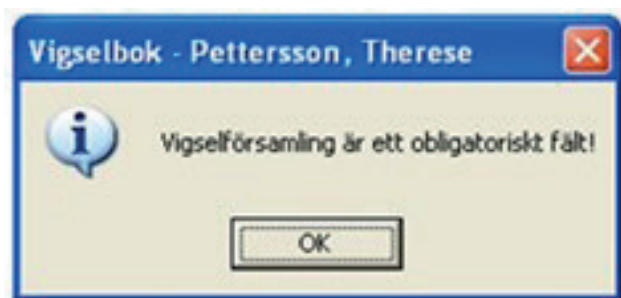 Vigselbok - Pettersson, Therese
Vigselförsamling är ett obligatoriskt fält!
OK